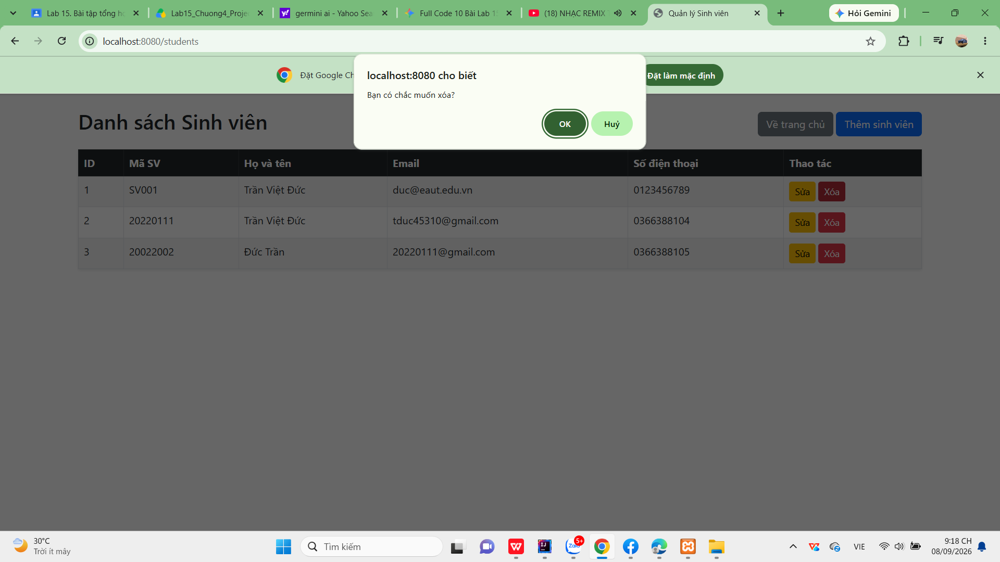 Lab 15. Bài tập tổng hợ
Lab15_Chuong4_Projec
germini ai - Yahoo Sea
Full Code 10 Bài Lab 15
(18) NHẠC REMIX T
Quản lý Sinh viên
Hỏi Gemini
localhost:8080/students
Đặt Google Ch
Đặt làm mặc định
localhost:8080 cho biết
Bạn có chắc muốn xóa?
OK
Huỷ
Danh sách Sinh viên
Về trang chủ
Thêm sinh viên
ID Mã SV Họ và tên Email Số điện thoại Thao tác
1 SV001 Trần Việt Đức duc@eaut.edu.vn 0123456789 Sửa Xóa
2 20220111 Trần Việt Đức tduc45310@gmail.com 0366388104 Sửa Xóa
3 20022002 Đức Trần 20220111@gmail.com 0366388105 Sửa Xóa
30°C
Trời ít mây
Tìm kiếm
Zalo
5+
VIE
9:18 CH
08/09/2026